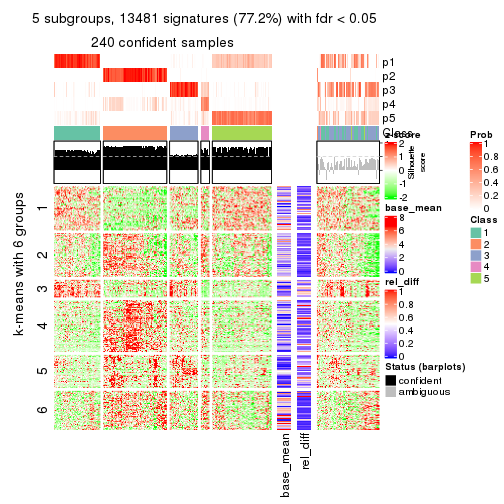 5 subgroups, 13481 signatures (77.2%) with fdr < 0.05
240 confident samples
p1
p2
p3
p4
p5
Class
z-score
2
1
0
-1
-2
Silhouette
score
Prob
1
0.8
0.6
0.4
0.2
0
Class
1
2
3
4
5
base_mean
8
6
4
2
0
rel_diff
1
0.8
0.6
0.4
0.2
0
Status (barplots)
confident
ambiguous
k-means with 6 groups
1
2
3
4
5
6
base_mean
rel_diff